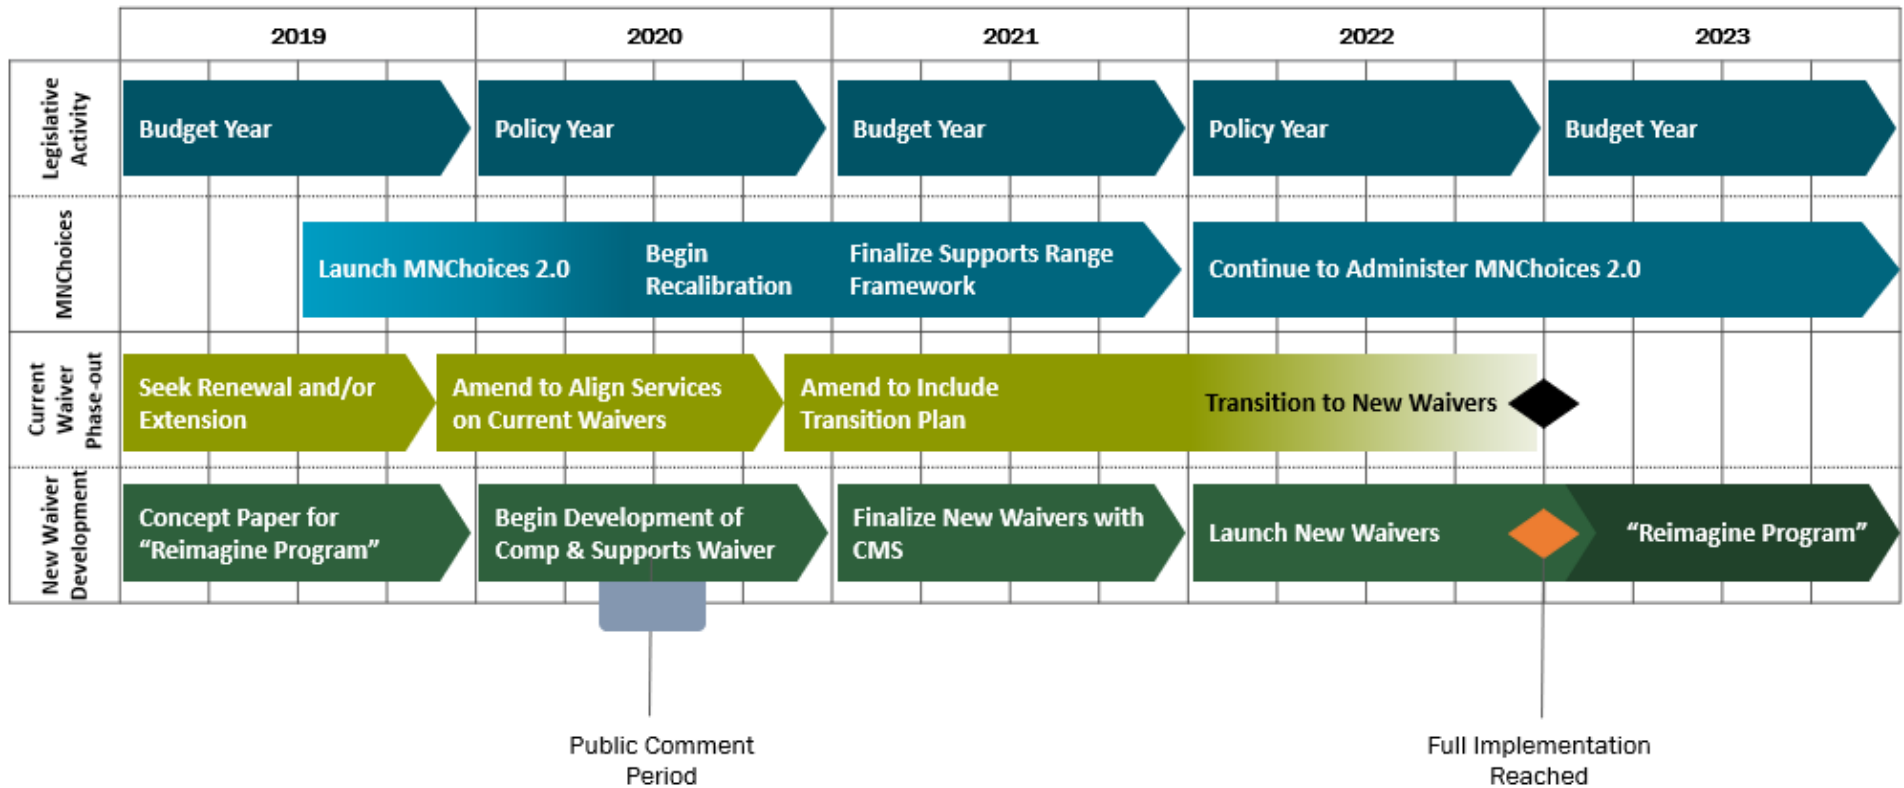 2019
2020
2021
2022
2023
Legislative
Activity
Budget Year
Policy Year
Budget Year
Policy Year
Budget Year
MNChoices
Launch MNChoices 2.0
Begin
Recalibration
Finalize Supports Range
Framework
Continue to Administer MNChoices 2.0
Current
Waiver
Phase-out
Seek Renewal and/or
Extension
Amend to Align Services
on Current Waivers
Amend to Include
Transition Plan
Transition to New Waivers
New Waiver
Development
Concept Paper for
“Reimagine Program”
Begin Development of
Comp & Supports Waiver
Finalize New Waivers with
CMS
Launch New Waivers
“Reimagine Program”
Public Comment
Period
Full Implementation
Reached